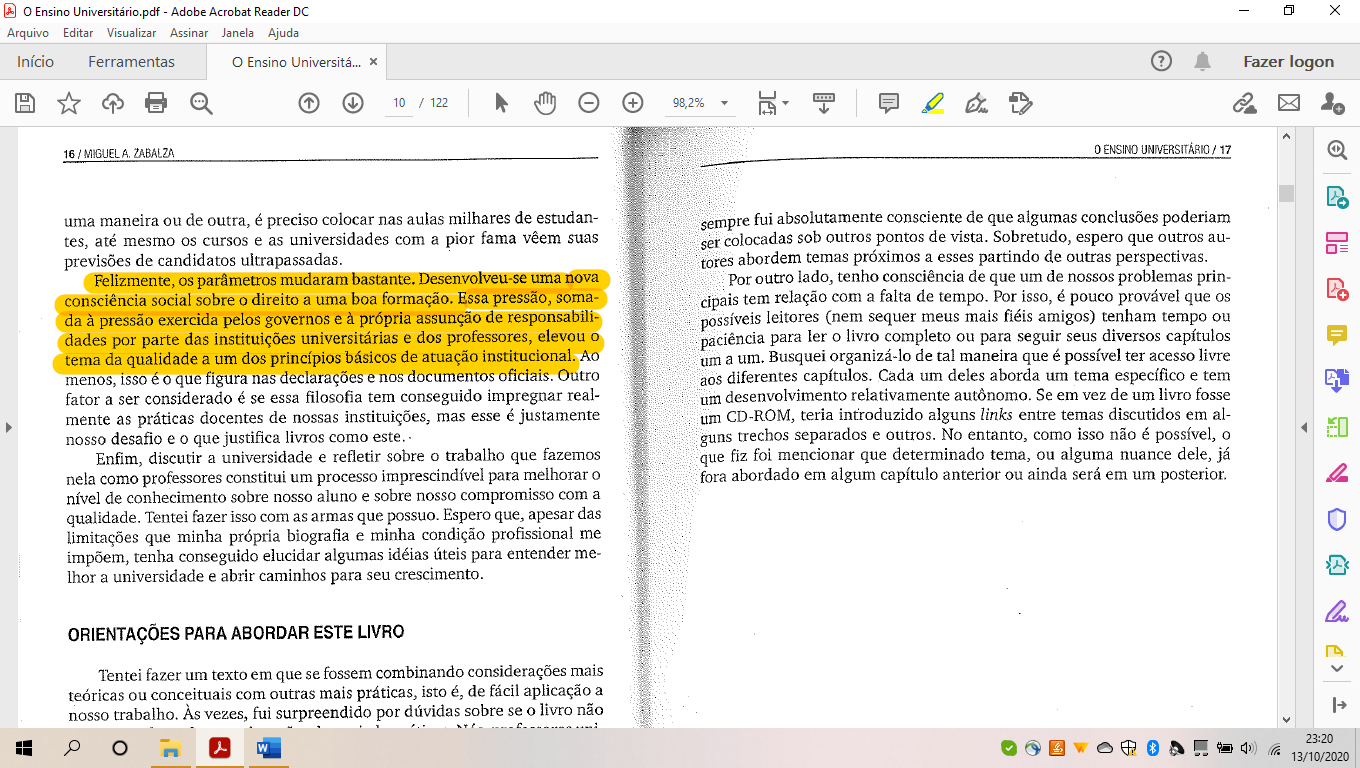 O Ensino Universitário.pdf - Adobe Acrobat Reader DC
Arquivo Editar Visualizar Assinar Janela Ajuda
Início Ferramentas O Ensino Universitá... × Fazer logon
10 / 122 98,2%
16 / MIGUEL A. ZABALZA
uma maneira ou de outra, é preciso colocar nas aulas milhares de estudan-
tes, até mesmo os cursos e as universidades com a pior fama vêem suas
previsões de candidatos ultrapassadas.
Felizmente, os parâmetros mudaram bastante. Desenvolveu-se uma nova
consciência social sobre o direito a uma boa formação. Essa pressão, soma-
da à pressão exercida pelos governos e à própria assunção de responsabili-
dades por parte das instituições universitárias e dos professores, elevou o
tema da qualidade a um dos princípios básicos de atuação institucional. Ao
menos, isso é o que figura nas declarações e nos documentos oficiais. Outro
fator a ser considerado é se essa filosofia tem conseguido impregnar real-
mente as práticas docentes de nossas instituições, mas esse é justamente
nosso desafio e o que justifica livros como este.
Enfim, discutir a universidade e refletir sobre o trabalho que fazemos
nela como professores constitui um processo imprescindível para melhorar o
nível de conhecimento sobre nosso aluno e sobre nosso compromisso com a
qualidade. Tentei fazer isso com as armas que possuo. Espero que, apesar das
limitações que minha própria biografia e minha condição profissional me
impõem, tenha conseguido elucidar algumas idéias úteis para entender me-
lhor a universidade e abrir caminhos para seu crescimento.
ORIENTAÇÕES PARA ABORDAR ESTE LIVRO
Tentei fazer um texto em que se fossem combinando considerações mais
teóricas ou conceituais com outras mais práticas, isto é, de fácil aplicação a
nosso trabalho. Às vezes, fui surpreendido por dúvidas sobre se o livro não
O ENSINO UNIVERSITÁRIO / 17
sempre fui absolutamente consciente de que algumas conclusões poderiam
ser colocadas sob outros pontos de vista. Sobretudo, espero que outros au-
tores abordem temas próximos a esses partindo de outras perspectivas.
Por outro lado, tenho consciência de que um de nossos problemas prin-
cipais tem relação com a falta de tempo. Por isso, é pouco provável que os
possíveis leitores (nem sequer meus mais fiéis amigos) tenham tempo ou
paciência para ler o livro completo ou para seguir seus diversos capítulos
um a um. Busquei organizá-lo de tal maneira que é possível ter acesso livre
aos diferentes capítulos. Cada um deles aborda um tema específico e tem
um desenvolvimento relativamente autônomo. Se em vez de um livro fosse
um CD-ROM, teria introduzido alguns links entre temas discutidos em al-
guns trechos separados e outros. No entanto, como isso não é possível, o
que fiz foi mencionar que determinado tema, ou alguma nuance dele, já
fora abordado em algum capítulo anterior ou ainda será em um posterior.
23:20
13/10/2020